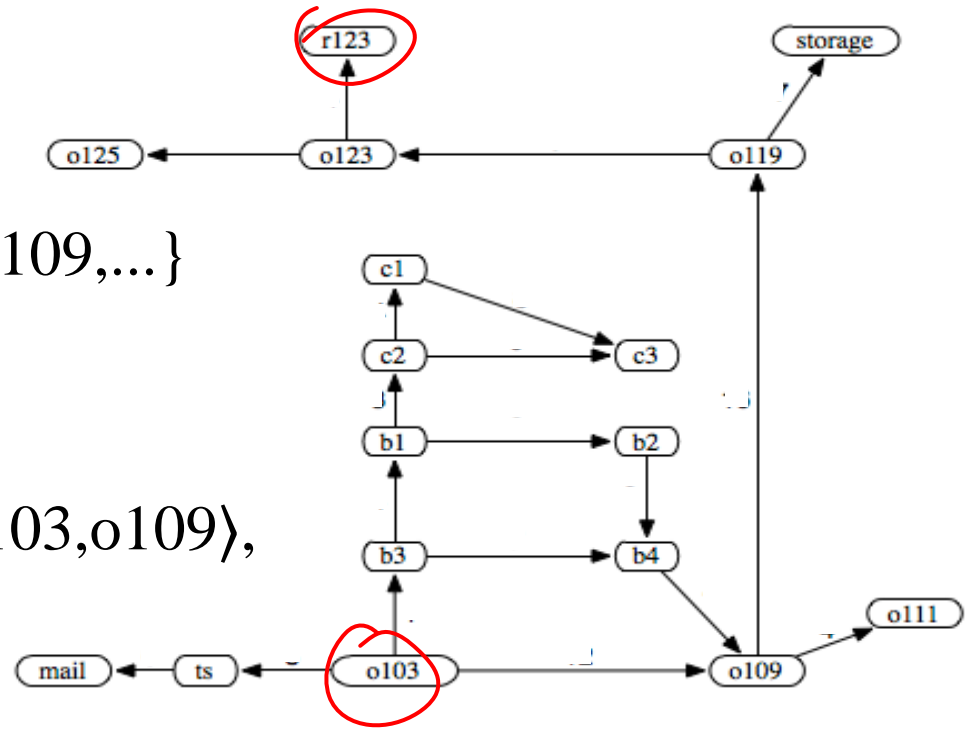 r123 storage
o125 o123 o119
109,...}
c1
c2 c3
b1 b2
03,o109⟩,
b3 b4
o111
mail ts o103 o109